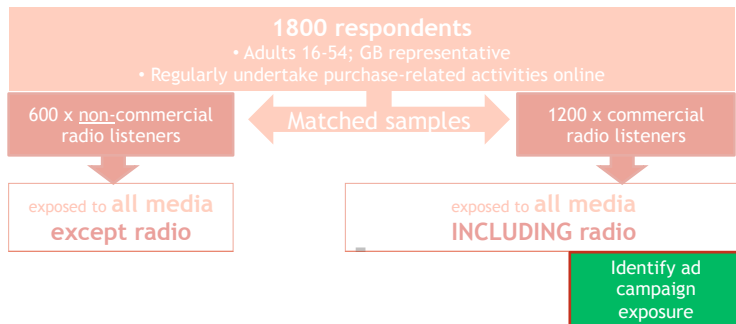 1800 respondents
• Adults 16-54; GB representative
• Regularly undertake purchase-related activities online
600 x non-commercial
radio listeners
Matched samples
1200 x commercial
radio listeners
exposed to all media
except radio
exposed to all media
INCLUDING radio
Identify ad
campaign
exposure